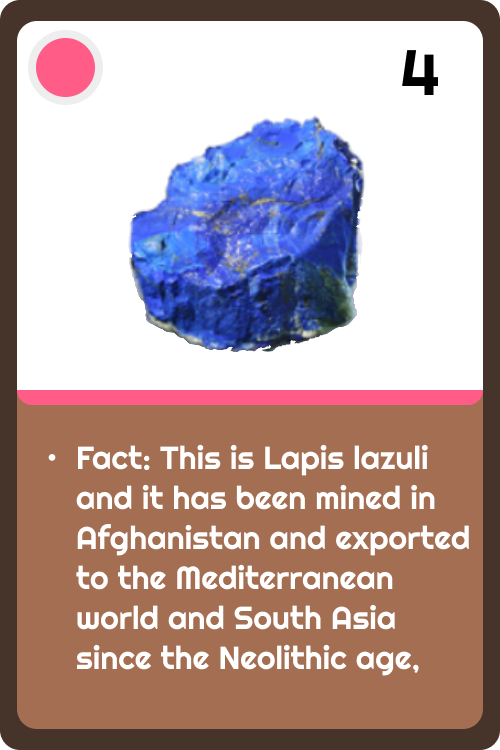 4
• Fact: This is Lapis lazuli
and it has been mined in
Afghanistan and exported
to the Mediterranean
world and South Asia
since the Neolithic age,